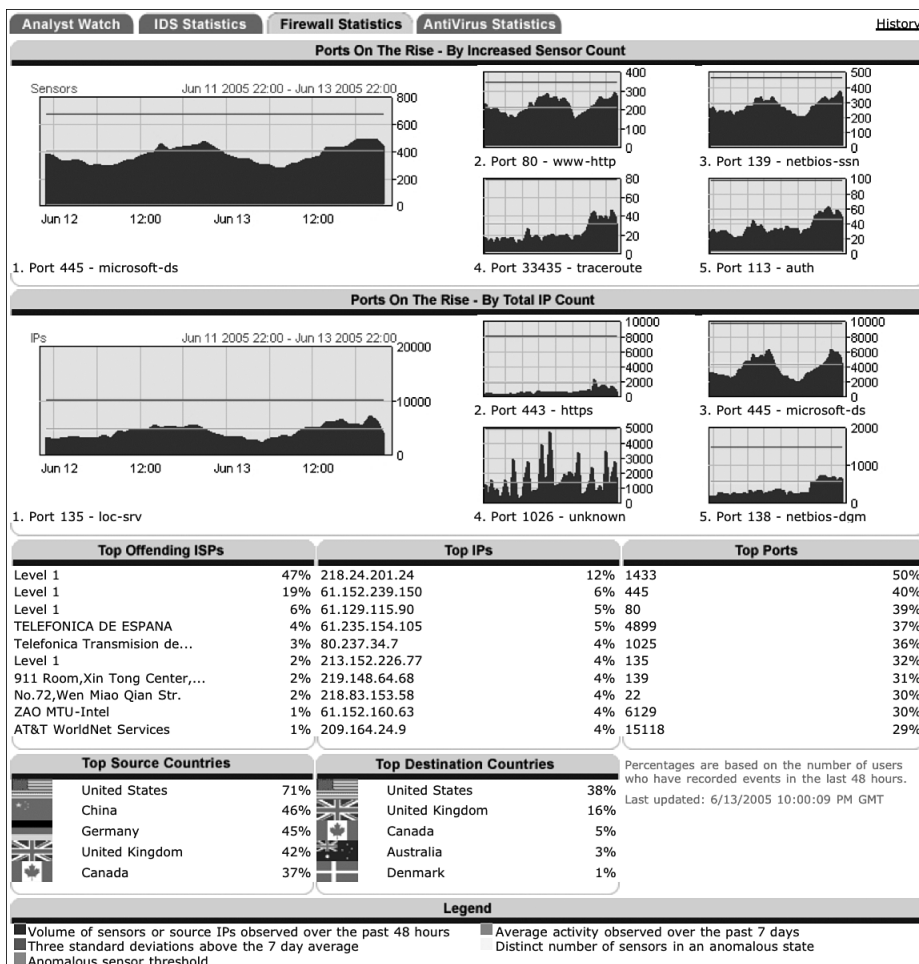 Analyst Watch IDS Statistics Firewall Statistics AntiVirus Statistics History
Ports On The Rise - By Increased Sensor Count
Sensors Jun 11 2005 22:00 - Jun 13 2005 22:00
800
600
400
200
0
Jun 12 12:00 Jun 13 12:00
1. Port 445 - microsoft-ds
400
300
200
100
0
2. Port 80 - www-http
500
400
300
200
100
0
3. Port 139 - netbios-ssn
80
60
40
20
0
4. Port 33435 - traceroute
100
80
60
40
20
0
5. Port 113 - auth
Ports On The Rise - By Total IP Count
IPs Jun 11 2005 22:00 - Jun 13 2005 22:00
20000
10000
0
Jun 12 12:00 Jun 13 12:00
1. Port 135 - loc-srv
10000
8000
6000
4000
2000
0
2. Port 443 - https
10000
8000
6000
4000
2000
0
3. Port 445 - microsoft-ds
5000
4000
3000
2000
1000
0
4. Port 1026 - unknown
2000
1000
0
5. Port 138 - netbios-dgm
Top Offending ISPs
Level 1 47%
Level 1 19%
Level 1 6%
TELEFONICA DE ESPANA 4%
Telefonica Transmision de... 3%
Level 1 2%
911 Room,Xin Tong Center,... 2%
No.72,Wen Miao Qian Str. 2%
ZAO MTU-Intel 1%
AT&T WorldNet Services 1%
Top IPs
218.24.201.24 12%
61.152.239.150 6%
61.129.115.90 5%
61.235.154.105 5%
80.237.34.7 4%
213.152.226.77 4%
219.148.64.68 4%
218.83.153.58 4%
61.152.160.63 4%
209.164.24.9 4%
Top Ports
1433 50%
445 40%
80 39%
4899 37%
1025 36%
135 32%
139 31%
22 30%
6129 30%
15118 29%
Top Source Countries
United States 71%
China 46%
Germany 45%
United Kingdom 42%
Canada 37%
Top Destination Countries
United States 38%
United Kingdom 16%
Canada 5%
Australia 3%
Denmark 1%
Percentages are based on the number of users
who have recorded events in the last 48 hours.
Last updated: 6/13/2005 10:00:09 PM GMT
Legend
Volume of sensors or source IPs observed over the past 48 hours
Three standard deviations above the 7 day average
Anomalous sensor threshold
Average activity observed over the past 7 days
Distinct number of sensors in an anomalous state